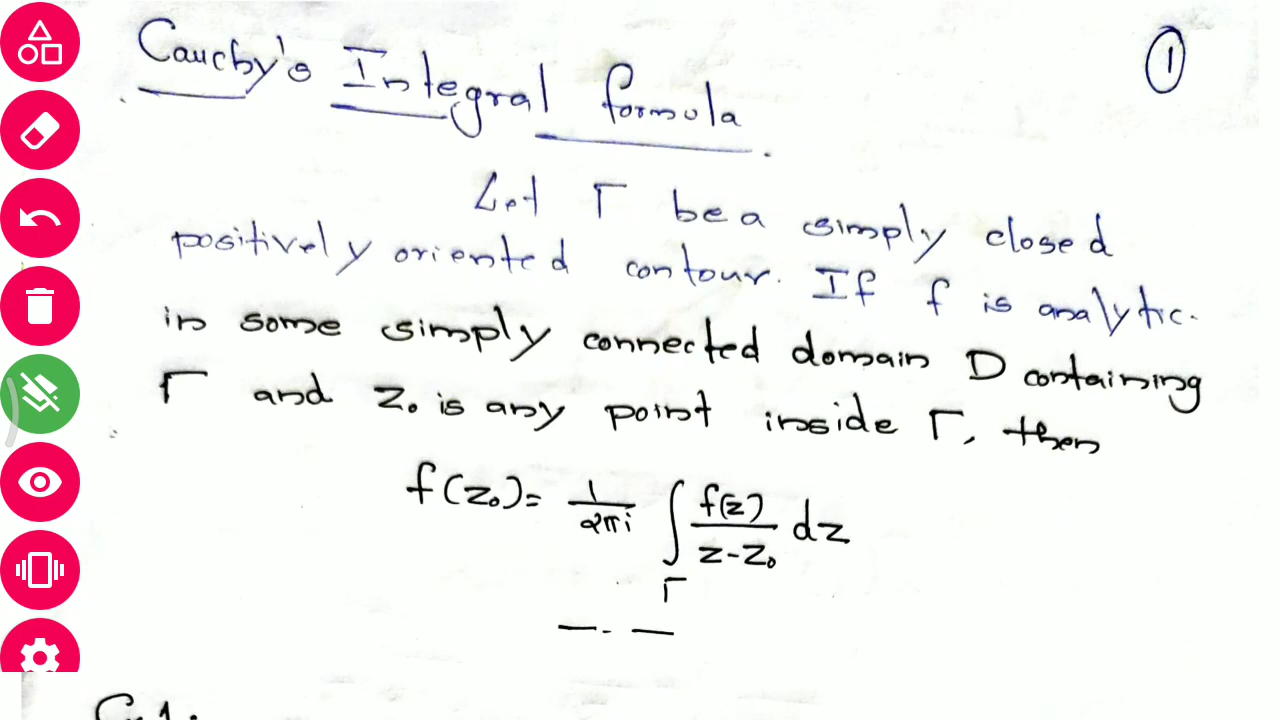 Cauchy's Integral formula.
1
Let Γ be a simply closed
positively oriented contour. If f is analytic.
in some simply connected domain D containing
Γ and z₀ is any point inside Γ, then
f(z₀) = 1/2πi ∫Γ f(z)/z-z₀ dz